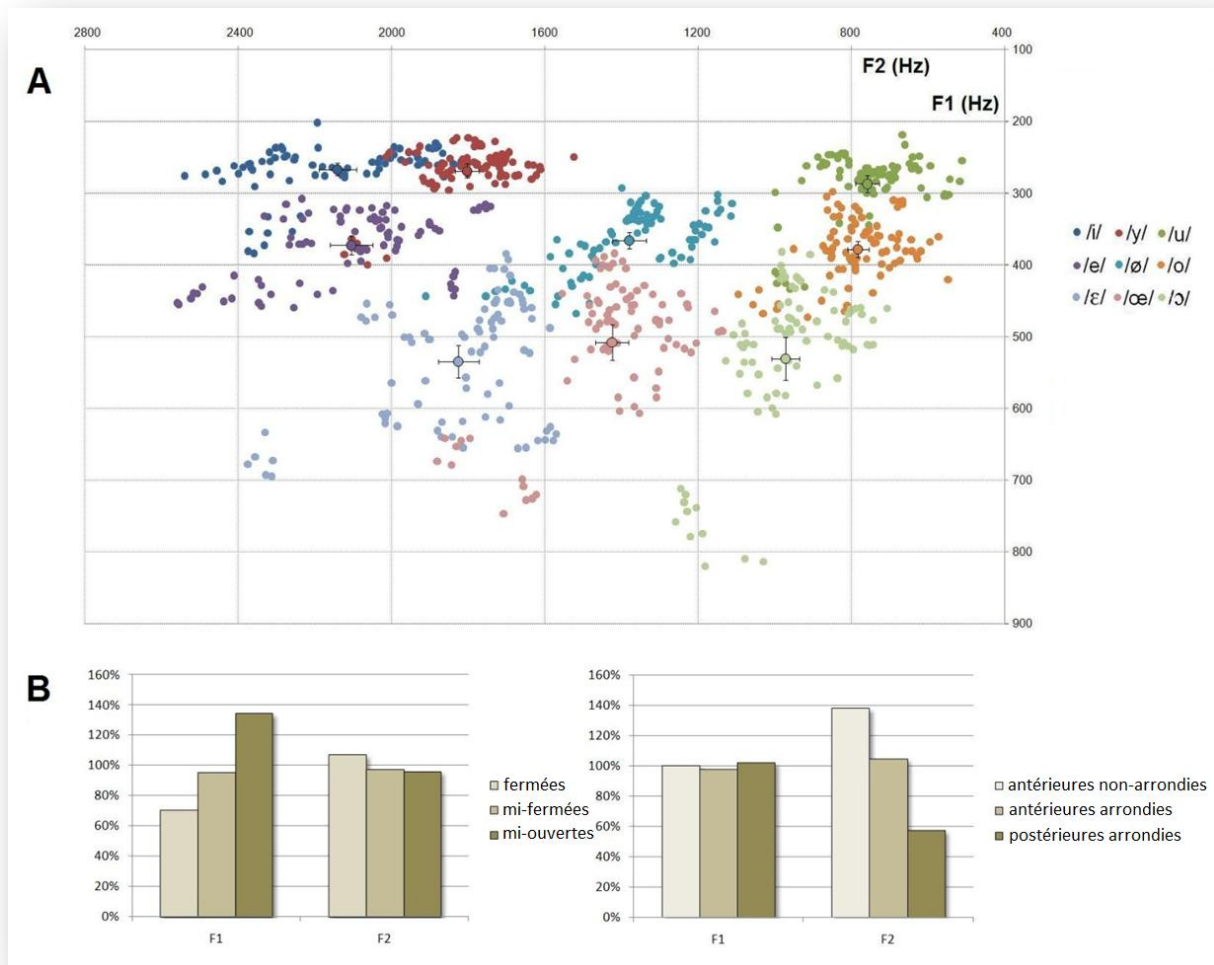 2800 2400 2000 1600 1200 800 400
A
100
F2 (Hz)
F1 (Hz)
200
300
400
500
600
700
800
900
/i/ /y/ /u/
/e/ /ø/ /o/
/ɛ/ /œ/ /ɔ/
B
160%
140%
120%
100%
80%
60%
40%
20%
0%
F1 F2
fermées
mi-fermées
mi-ouvertes
160%
140%
120%
100%
80%
60%
40%
20%
0%
F1 F2
antérieures non-arrondies
antérieures arrondies
postérieures arrondies